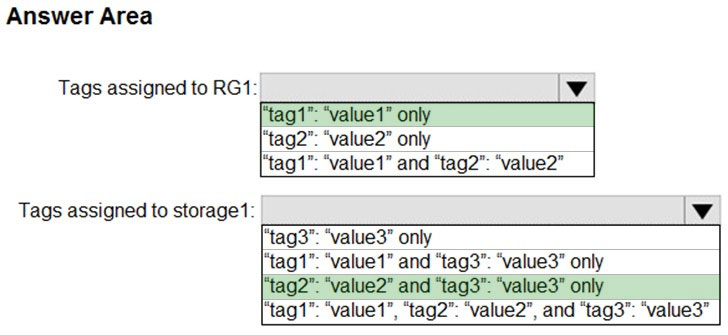 Answer Area
Tags assigned to RG1:
“tag1”: “value1” only
“tag2”: “value2” only
“tag1”: “value1” and “tag2”: “value2”
Tags assigned to storage1:
“tag3”: “value3” only
“tag1”: “value1” and “tag3”: “value3” only
“tag2”: “value2” and “tag3”: “value3” only
“tag1”: “value1”, “tag2”: “value2”, and “tag3”: “value3”